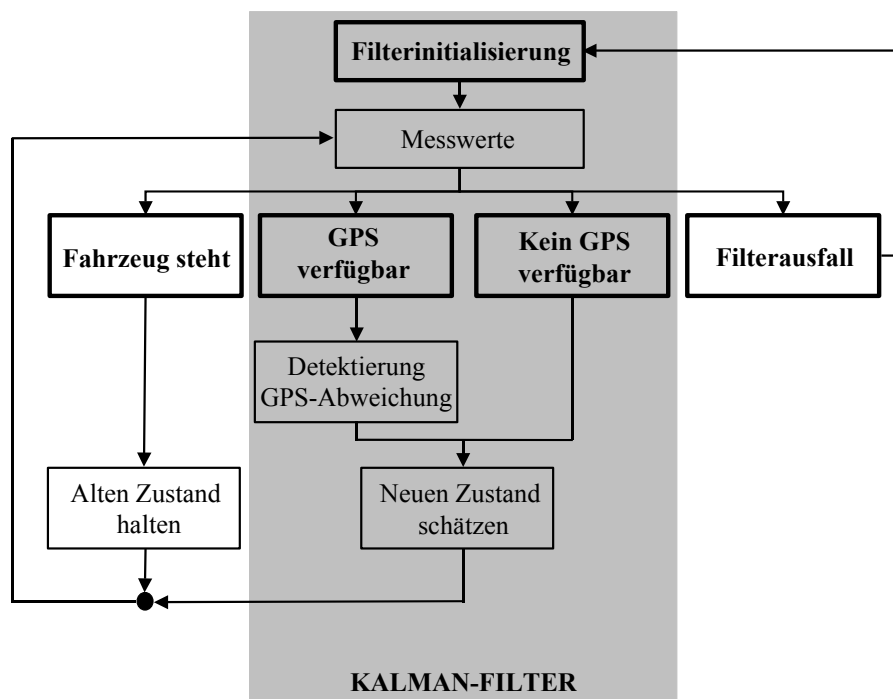 Filterinitialisierung
Messwerte
Fahrzeug steht
GPS
verfügbar
Kein GPS
verfügbar
Filterausfall
Detektierung
GPS-Abweichung
Alten Zustand
halten
Neuen Zustand
schätzen
KALMAN-FILTER